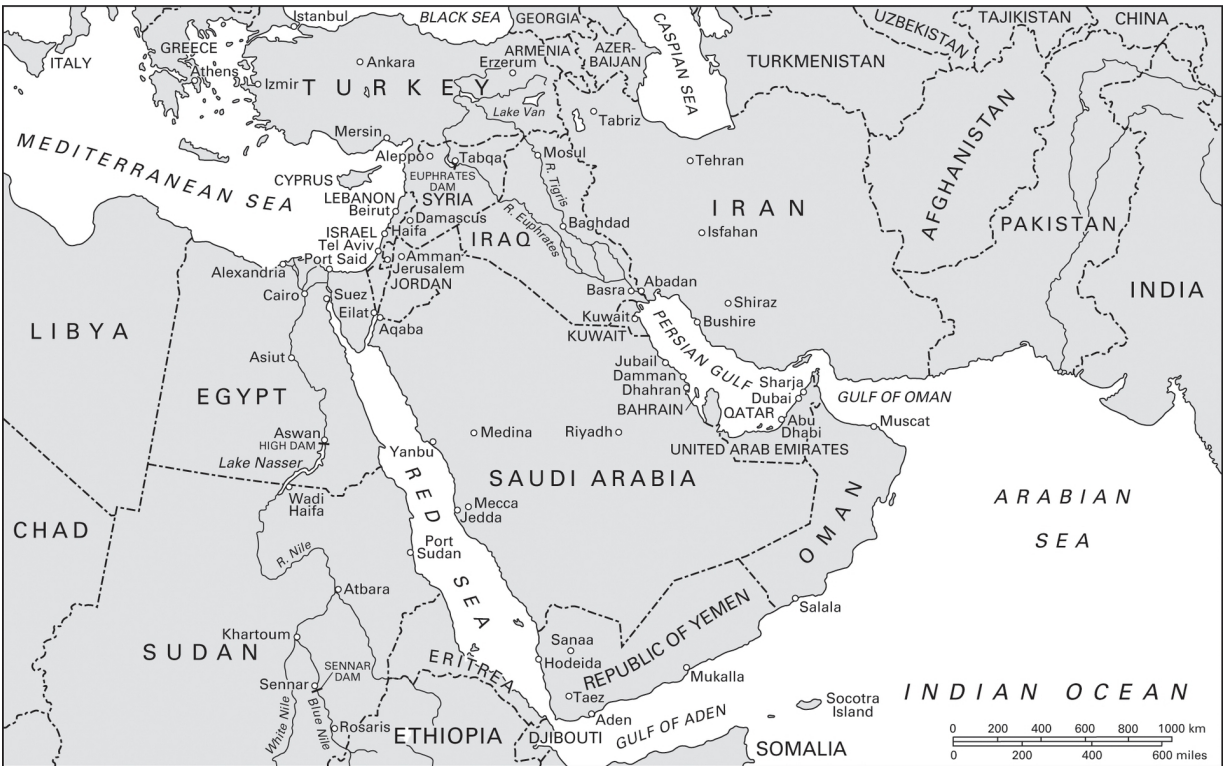 Istanbul
BLACK SEA
GEORGIA
CASPIAN SEA
UZBEKISTAN
TAJIKISTAN
CHINA
ITALY
GREECE
Athens
Izmir
Ankara
TURKEY
ARMENIA
Erzerum
AZER-
BAIJAN
TURKMENISTAN
Lake Van
Tabriz
Mersin
Aleppo
Tabqa
EUPHRATES
DAM
Mosul
R. Tigris
Tehran
AFGHANISTAN
MEDITERRANEAN SEA
CYPRUS
LEBANON
Beirut
SYRIA
Damascus
R. Euphrates
Baghdad
IRAN
Isfahan
PAKISTAN
ISRAEL
Haifa
Tel Aviv
Port Said
IRAQ
Amman
Jerusalem
JORDAN
Alexandria
Cairo
Suez
Eilat
Aqaba
Basra
Abadan
Kuwait
KUWAIT
Shiraz
Bushire
INDIA
LIBYA
Asiut
PERSIAN GULF
Jubail
Damman
Dhahran
BAHRAIN
QATAR
Sharja
Dubai
Abu
Dhabi
GULF OF OMAN
Muscat
EGYPT
Aswan
HIGH DAM
Lake Nasser
Yanbu
Medina
Riyadh
UNITED ARAB EMIRATES
SAUDI ARABIA
CHAD
Wadi
Haifa
RED SEA
Mecca
Jedda
OMAN
ARABIAN
SEA
R. Nile
Port
Sudan
Atbara
Salala
Khartoum
SUDAN
SENNAR
DAM
Sennar
White Nile
Blue Nile
Rosaris
ERITREA
ETHIOPIA
Sanaa
Hodeida
REPUBLIC OF YEMEN
Taez
Aden
Mukalla
DJIBOUTI
GULF OF ADEN
Socotra
Island
SOMALIA
INDIAN OCEAN
0 200 400 600 800 1000 km
0 200 400 600 miles